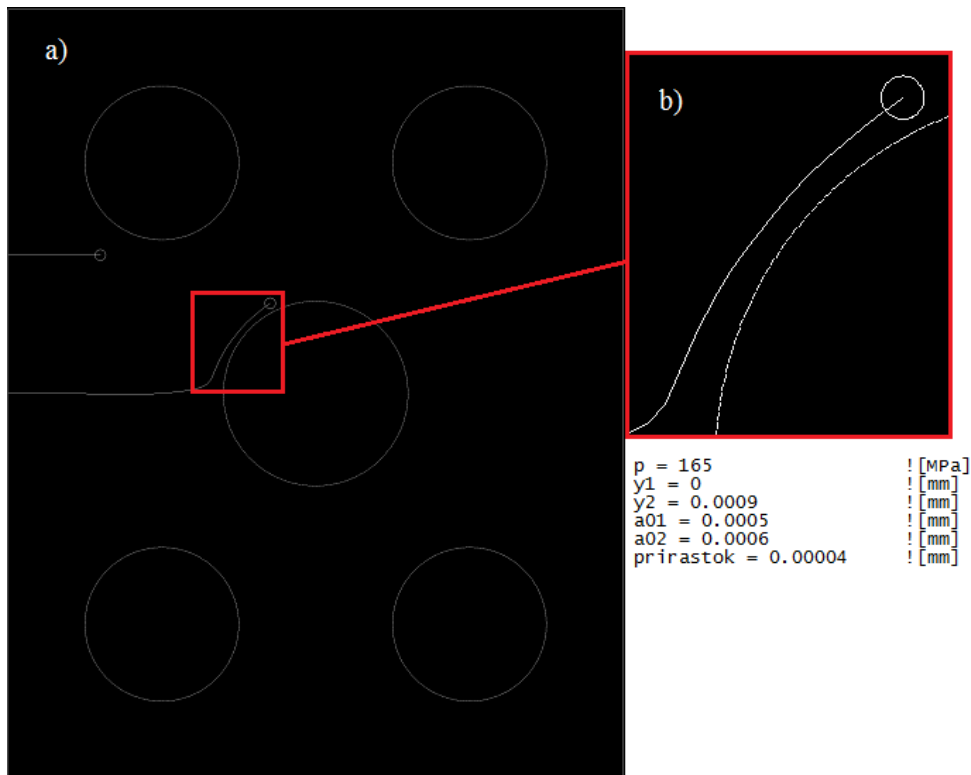 a)
b)
p = 165 ! [MPa]
y1 = 0 ! [mm]
y2 = 0.0009 ! [mm]
a01 = 0.0005 ! [mm]
a02 = 0.0006 ! [mm]
prirastok = 0.00004 ! [mm]